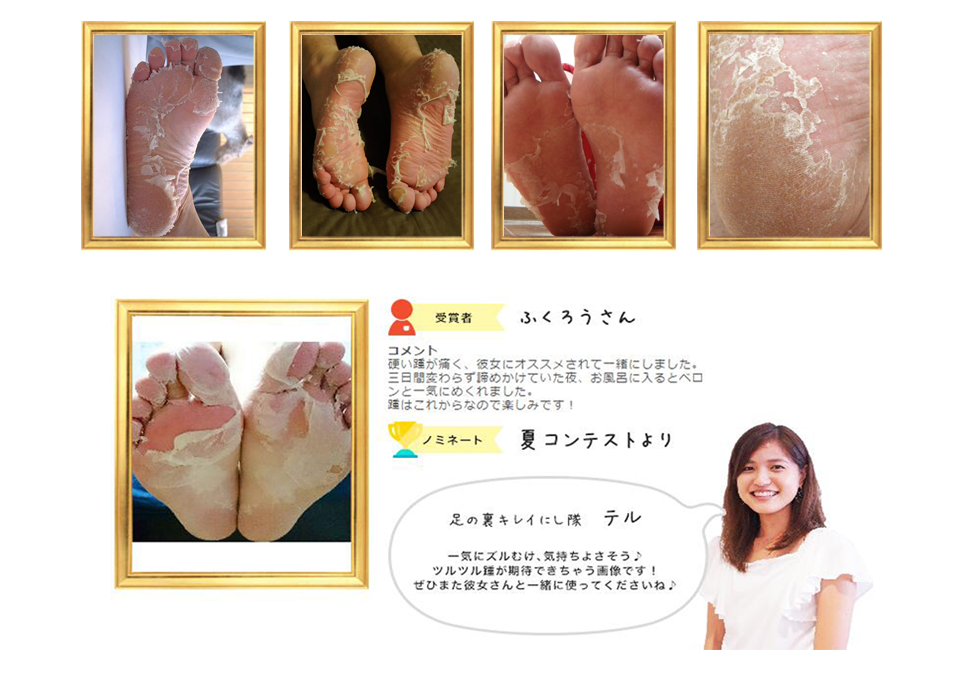 受賞者 ふくろうさん
コメント
硬い踵が痛く、彼女にオススメされて一緒にしました。
三日間変わらず諦めかけていた夜、お風呂に入るとペロ
ンと一気にめくれました。
踵はこれからなので楽しみです！
ノミネート 夏コンテストより
足の裏キレイにし隊 テル
一気にズルむけ、気持ちよさそう♪
ツルツル踵が期待できちゃう画像です！
ぜひまた彼女さんと一緒に使ってくださいね♪